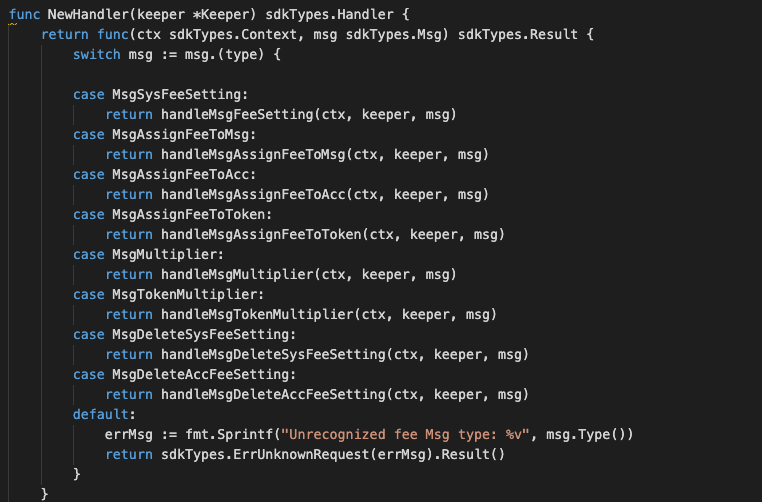 func NewHandler(keeper *Keeper) sdkTypes.Handler {
    return func(ctx sdkTypes.Context, msg sdkTypes.Msg) sdkTypes.Result {
        switch msg := msg.(type) {

        case MsgSysFeeSetting:
            return handleMsgFeeSetting(ctx, keeper, msg)
        case MsgAssignFeeToMsg:
            return handleMsgAssignFeeToMsg(ctx, keeper, msg)
        case MsgAssignFeeToAcc:
            return handleMsgAssignFeeToAcc(ctx, keeper, msg)
        case MsgAssignFeeToToken:
            return handleMsgAssignFeeToToken(ctx, keeper, msg)
        case MsgMultiplier:
            return handleMsgMultiplier(ctx, keeper, msg)
        case MsgTokenMultiplier:
            return handleMsgTokenMultiplier(ctx, keeper, msg)
        case MsgDeleteSysFeeSetting:
            return handleMsgDeleteSysFeeSetting(ctx, keeper, msg)
        case MsgDeleteAccFeeSetting:
            return handleMsgDeleteAccFeeSetting(ctx, keeper, msg)
        default:
            errMsg := fmt.Sprintf("Unrecognized fee Msg type: %v", msg.Type())
            return sdkTypes.ErrUnknownRequest(errMsg).Result()
        }
    }